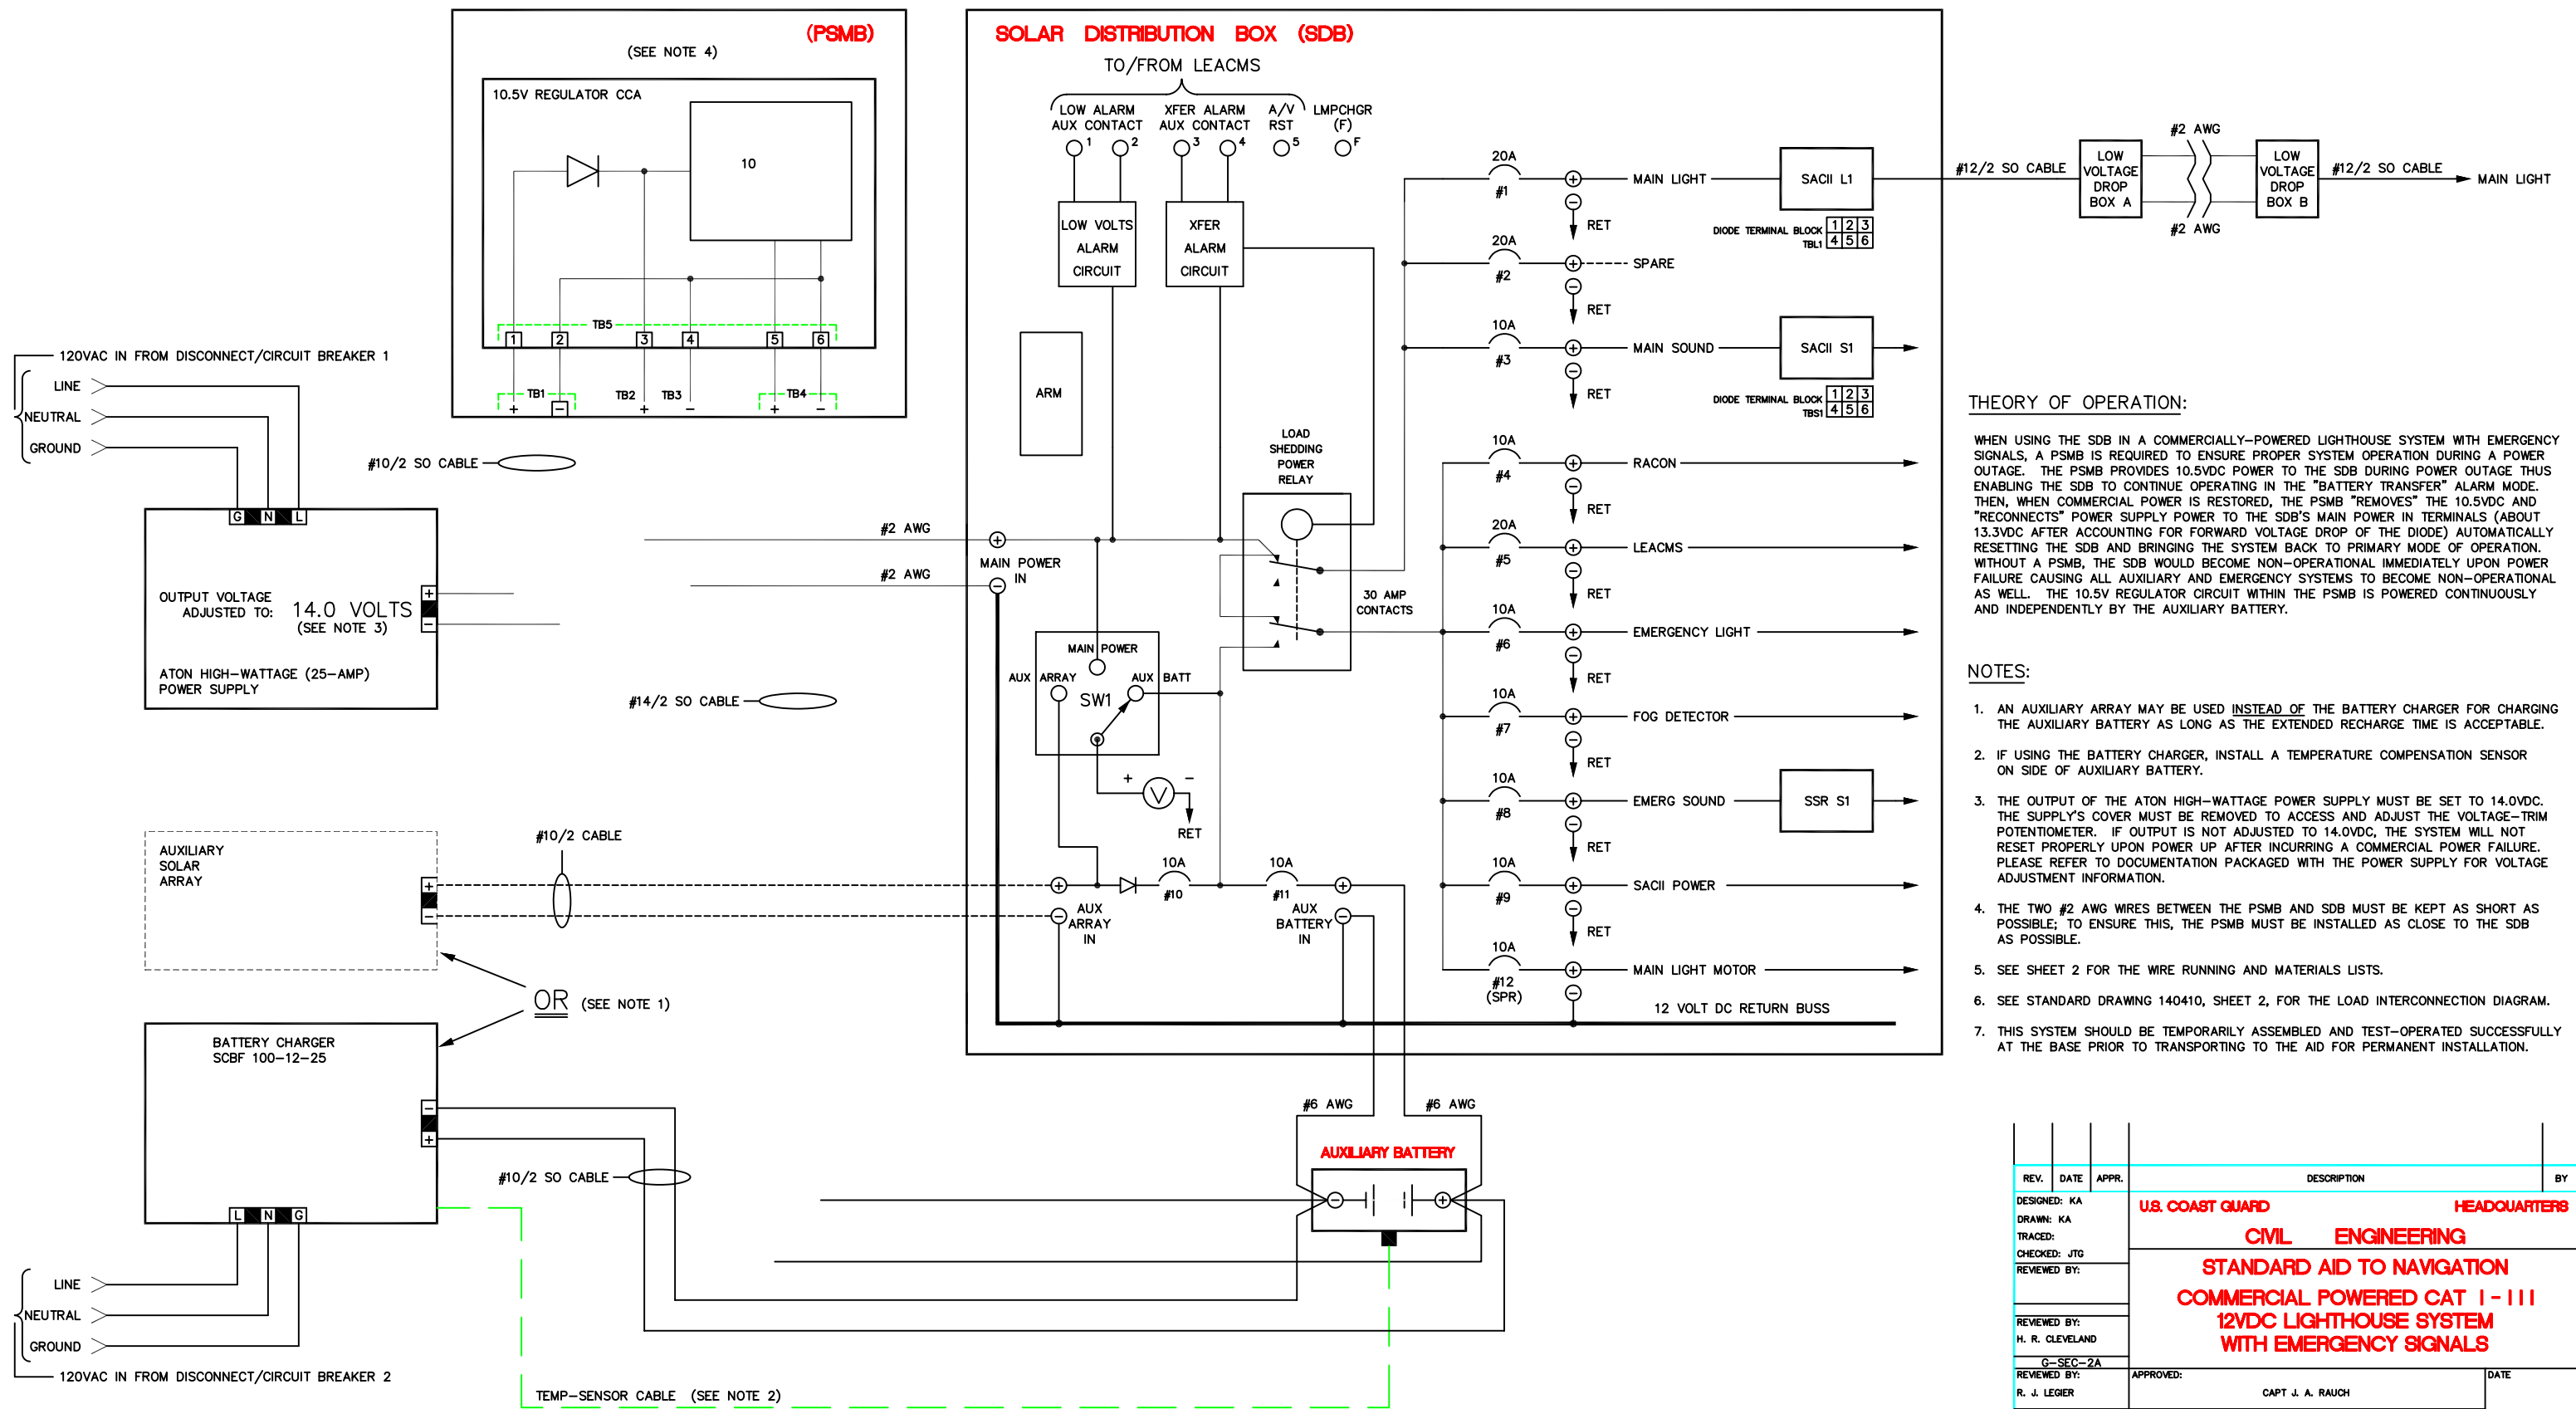 (PSMB)
(SEE NOTE 4)
10.5V REGULATOR CCA
10
TB5
1 2 3 4 5 6
TB1 TB2 TB3 TB4
+ − + − + −
120VAC IN FROM DISCONNECT/CIRCUIT BREAKER 1
LINE
NEUTRAL
GROUND
#10/2 SO CABLE
G N L
OUTPUT VOLTAGE
ADJUSTED TO: 14.0 VOLTS
(SEE NOTE 3)
+
−
ATON HIGH-WATTAGE (25-AMP)
POWER SUPPLY
#14/2 SO CABLE
#2 AWG
#2 AWG
AUXILIARY
SOLAR
ARRAY
+
−
#10/2 CABLE
OR (SEE NOTE 1)
BATTERY CHARGER
SCBF 100-12-25
−
+
#10/2 SO CABLE
L N G
LINE
NEUTRAL
GROUND
120VAC IN FROM DISCONNECT/CIRCUIT BREAKER 2
TEMP-SENSOR CABLE (SEE NOTE 2)
SOLAR DISTRIBUTION BOX (SDB)
TO/FROM LEACMS
LOW ALARM
AUX CONTACT
XFER ALARM
AUX CONTACT
A/V
RST
LMPCHGR
(F)
1 2 3 4 5 F
LOW VOLTS
ALARM
CIRCUIT
XFER
ALARM
CIRCUIT
ARM
LOAD
SHEDDING
POWER
RELAY
30 AMP
CONTACTS
+
MAIN POWER
IN
−
MAIN POWER
AUX ARRAY
AUX BATT
SW1
+ −
V
RET
+
−
AUX
ARRAY
IN
10A
#10
10A
#11
+
−
AUX
BATTERY
IN
20A
#1
+ MAIN LIGHT
−
RET
SACII L1
DIODE TERMINAL BLOCK 1 2 3
TBL1 4 5 6
20A
#2
+ SPARE
−
RET
10A
#3
+ MAIN SOUND
−
RET
SACII S1
DIODE TERMINAL BLOCK 1 2 3
TBS1 4 5 6
10A
#4
+ RACON
−
RET
20A
#5
+ LEACMS
−
RET
10A
#6
+ EMERGENCY LIGHT
−
RET
10A
#7
+ FOG DETECTOR
−
RET
10A
#8
+ EMERG SOUND
−
RET
SSR S1
10A
#9
+ SACII POWER
−
RET
10A
#12
(SPR)
+ MAIN LIGHT MOTOR
−
12 VOLT DC RETURN BUSS
#6 AWG
#6 AWG
AUXILIARY BATTERY
− +
#12/2 SO CABLE
LOW
VOLTAGE
DROP
BOX A
#2 AWG
#2 AWG
LOW
VOLTAGE
DROP
BOX B
#12/2 SO CABLE
MAIN LIGHT
THEORY OF OPERATION:
WHEN USING THE SDB IN A COMMERCIALLY-POWERED LIGHTHOUSE SYSTEM WITH EMERGENCY
SIGNALS, A PSMB IS REQUIRED TO ENSURE PROPER SYSTEM OPERATION DURING A POWER
OUTAGE. THE PSMB PROVIDES 10.5VDC POWER TO THE SDB DURING POWER OUTAGE THUS
ENABLING THE SDB TO CONTINUE OPERATING IN THE "BATTERY TRANSFER" ALARM MODE.
THEN, WHEN COMMERCIAL POWER IS RESTORED, THE PSMB "REMOVES" THE 10.5VDC AND
"RECONNECTS" POWER SUPPLY POWER TO THE SDB'S MAIN POWER IN TERMINALS (ABOUT
13.3VDC AFTER ACCOUNTING FOR FORWARD VOLTAGE DROP OF THE DIODE) AUTOMATICALLY
RESETTING THE SDB AND BRINGING THE SYSTEM BACK TO PRIMARY MODE OF OPERATION.
WITHOUT A PSMB, THE SDB WOULD BECOME NON-OPERATIONAL IMMEDIATELY UPON POWER
FAILURE CAUSING ALL AUXILIARY AND EMERGENCY SYSTEMS TO BECOME NON-OPERATIONAL
AS WELL. THE 10.5V REGULATOR CIRCUIT WITHIN THE PSMB IS POWERED CONTINUOUSLY
AND INDEPENDENTLY BY THE AUXILIARY BATTERY.
NOTES:
1. AN AUXILIARY ARRAY MAY BE USED INSTEAD OF THE BATTERY CHARGER FOR CHARGING
THE AUXILIARY BATTERY AS LONG AS THE EXTENDED RECHARGE TIME IS ACCEPTABLE.
2. IF USING THE BATTERY CHARGER, INSTALL A TEMPERATURE COMPENSATION SENSOR
ON SIDE OF AUXILIARY BATTERY.
3. THE OUTPUT OF THE ATON HIGH-WATTAGE POWER SUPPLY MUST BE SET TO 14.0VDC.
THE SUPPLY'S COVER MUST BE REMOVED TO ACCESS AND ADJUST THE VOLTAGE-TRIM
POTENTIOMETER. IF OUTPUT IS NOT ADJUSTED TO 14.0VDC, THE SYSTEM WILL NOT
RESET PROPERLY UPON POWER UP AFTER INCURRING A COMMERCIAL POWER FAILURE.
PLEASE REFER TO DOCUMENTATION PACKAGED WITH THE POWER SUPPLY FOR VOLTAGE
ADJUSTMENT INFORMATION.
4. THE TWO #2 AWG WIRES BETWEEN THE PSMB AND SDB MUST BE KEPT AS SHORT AS
POSSIBLE; TO ENSURE THIS, THE PSMB MUST BE INSTALLED AS CLOSE TO THE SDB
AS POSSIBLE.
5. SEE SHEET 2 FOR THE WIRE RUNNING AND MATERIALS LISTS.
6. SEE STANDARD DRAWING 140410, SHEET 2, FOR THE LOAD INTERCONNECTION DIAGRAM.
7. THIS SYSTEM SHOULD BE TEMPORARILY ASSEMBLED AND TEST-OPERATED SUCCESSFULLY
AT THE BASE PRIOR TO TRANSPORTING TO THE AID FOR PERMANENT INSTALLATION.
REV. DATE APPR. DESCRIPTION BY
DESIGNED: KA
DRAWN: KA
TRACED:
CHECKED: JTG
REVIEWED BY:
REVIEWED BY:
H. R. CLEVELAND
G-SEC-2A
REVIEWED BY:
R. J. LEGIER
U.S. COAST GUARD HEADQUARTERS
CIVIL ENGINEERING
STANDARD AID TO NAVIGATION
COMMERCIAL POWERED CAT I-III
12VDC LIGHTHOUSE SYSTEM
WITH EMERGENCY SIGNALS
APPROVED:
CAPT J. A. RAUCH
DATE